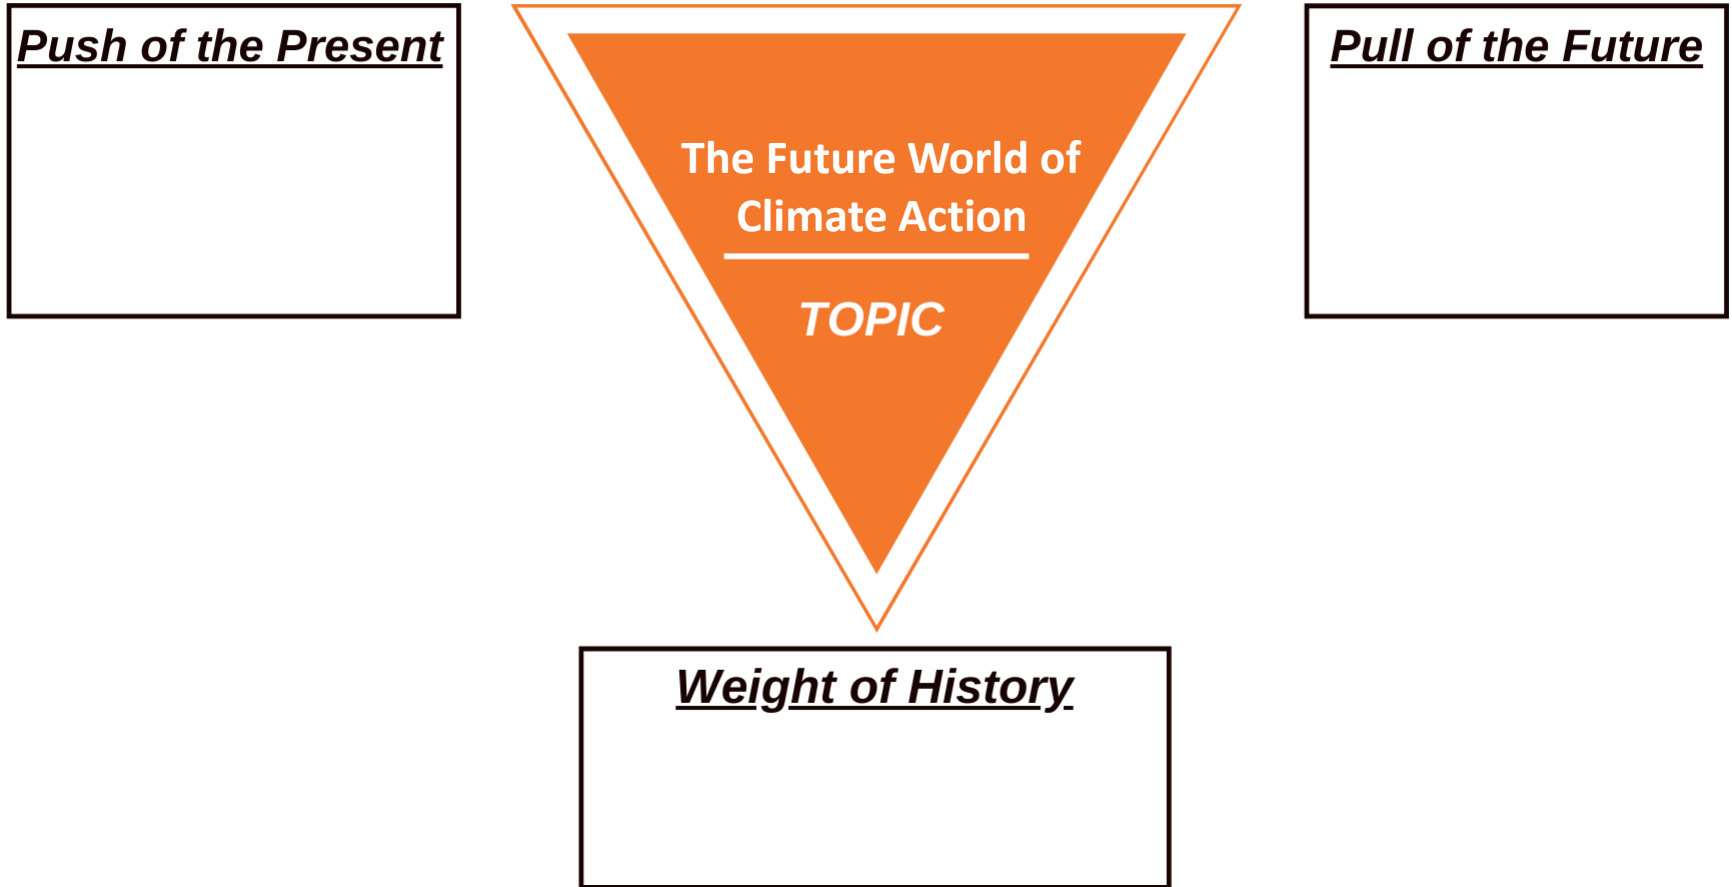 Push of the Present
The Future World of
Climate Action
TOPIC
Pull of the Future
Weight of History